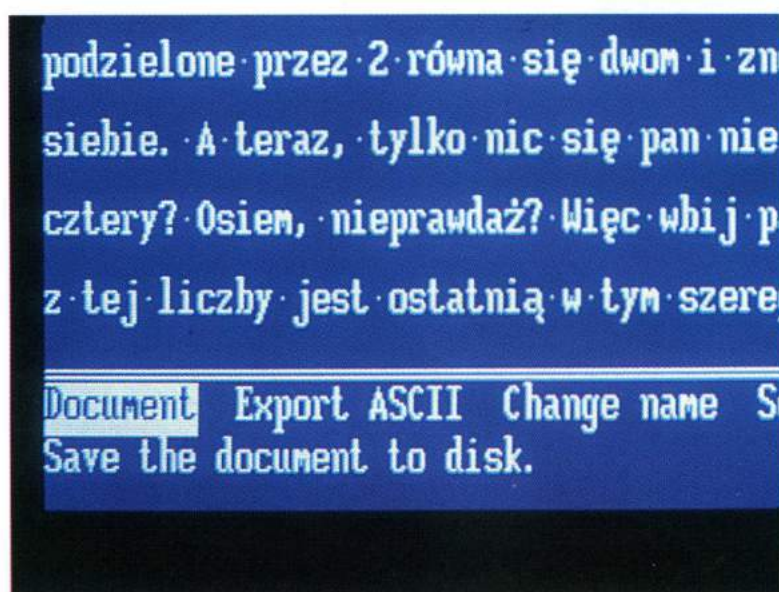 podzielone·przez·2·równa·się·dwom·i·zn
siebie.·A·teraz,·tylko·nic·się·pan·nie
cztery?·Osiem,·nieprawdaż?·Więc·wbij·p
z·tej·liczby·jest·ostatnią·w·tym·szere
Document Export ASCII Change name S
Save the document to disk.